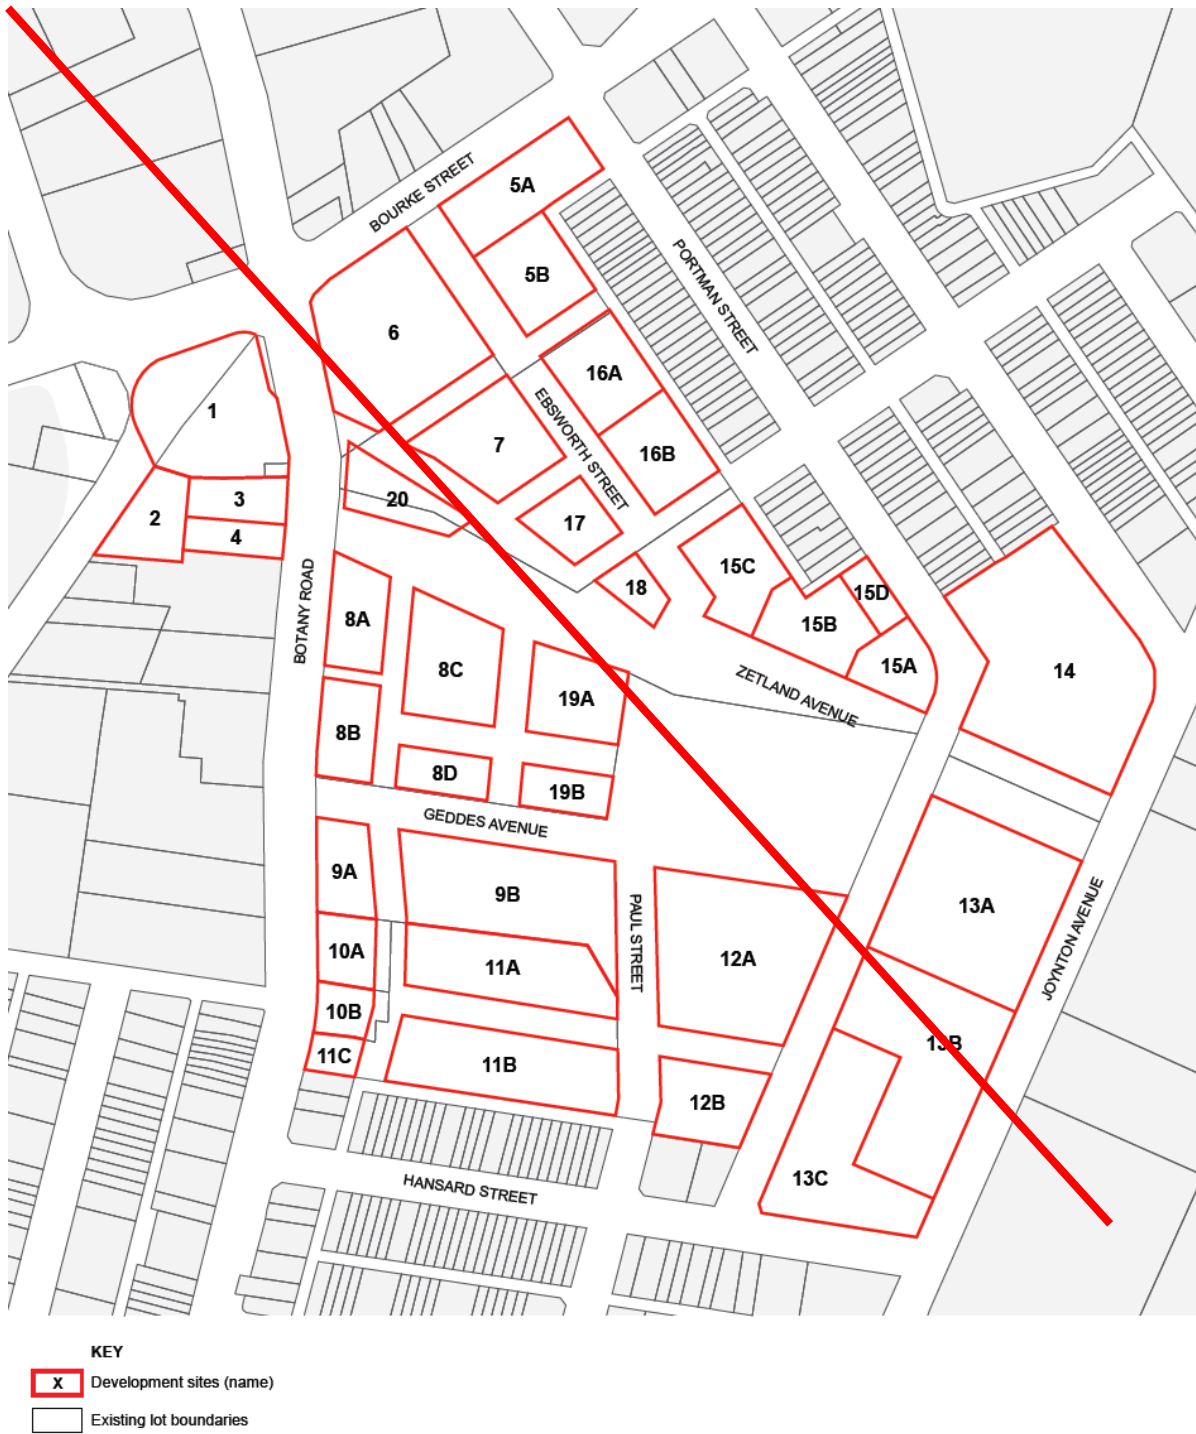 BOURKE STREET
5A
5B
PORTMAN STREET
6
16A
1
EBSWORTH STREET
7
16B
3
20
2
17
4
15C
18
15D
BOTANY ROAD
8A
15B
8C
15A
14
ZETLAND AVENUE
19A
8B
8D
19B
GEDDES AVENUE
9A
9B
PAUL STREET
13A
JOYNTON AVENUE
10A
11A
12A
10B
13B
11C
11B
12B
13C
HANSARD STREET
KEY
X Development sites (name)
Existing lot boundaries